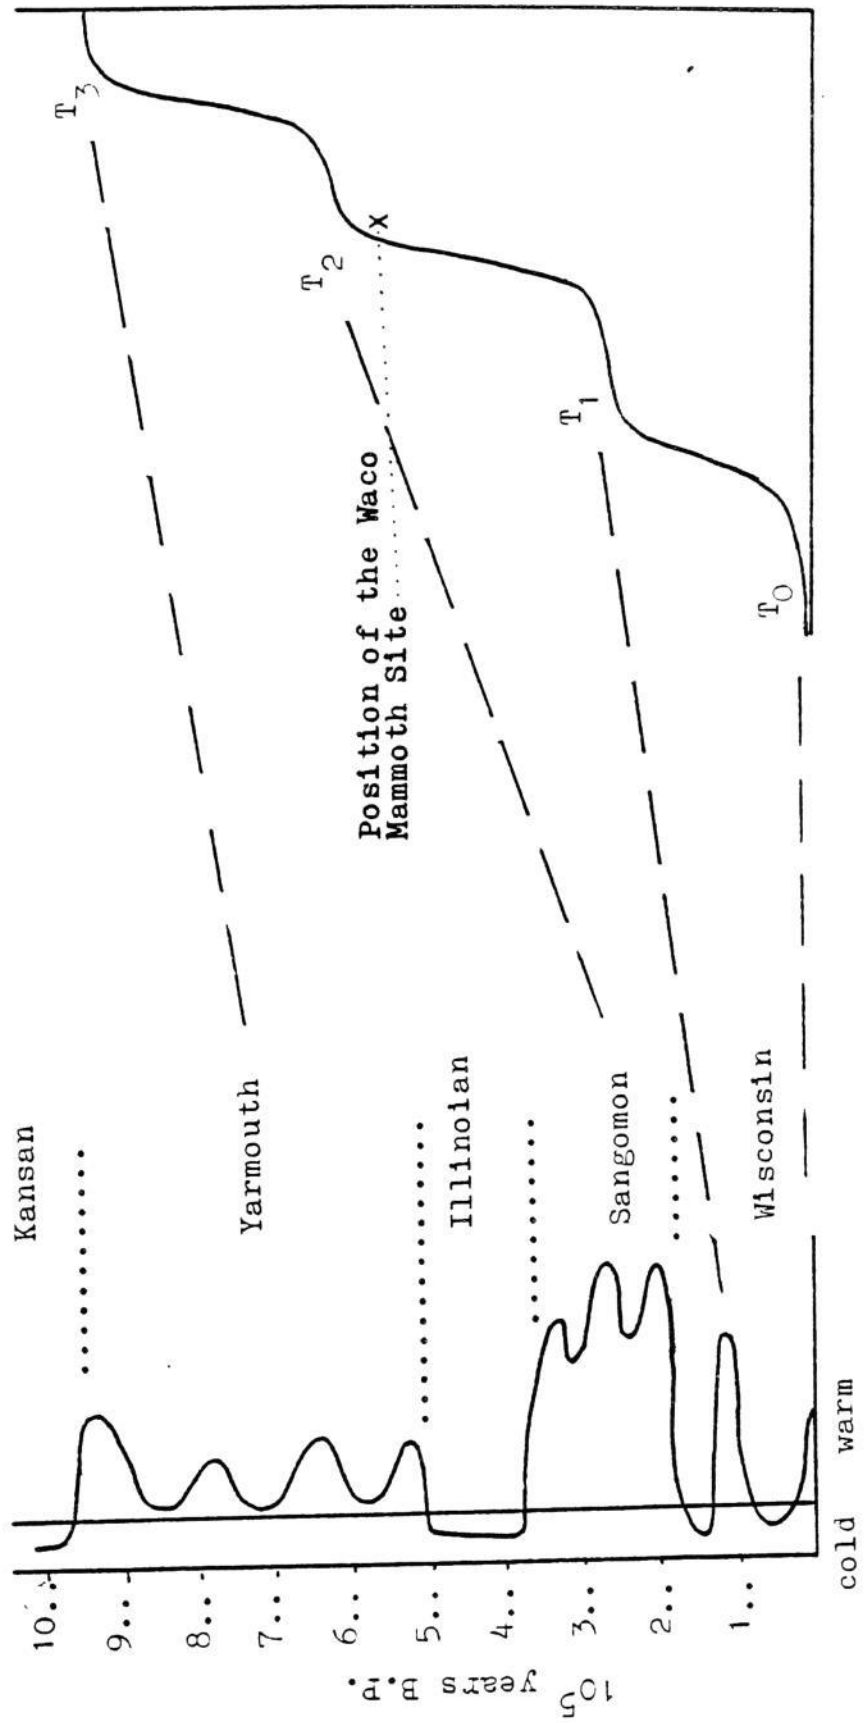 Kansan
Yarmouth
Illinoian
Sangomon
Wisconsin
T3
T2
T1
T0
Position of the Waco
Mammoth Site
10..
9..
8..
7..
6..
5..
4..
3..
2..
1..
10⁵ years B.P.
cold warm